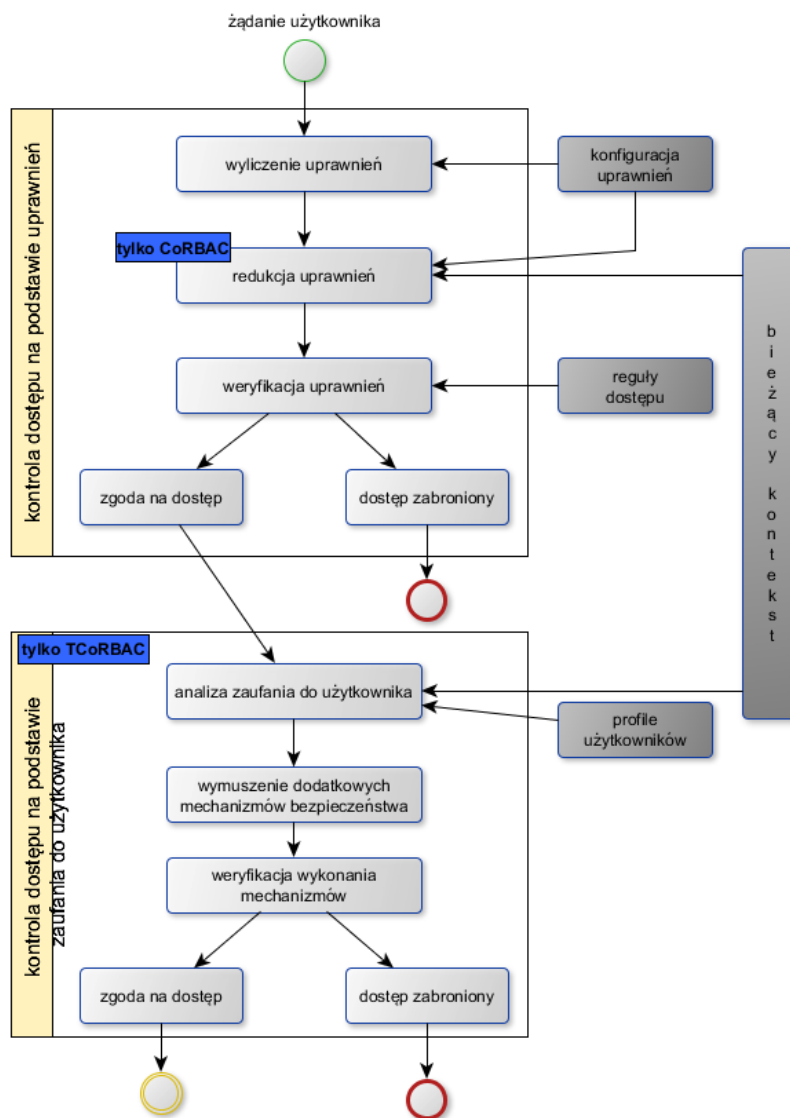 żądanie użytkownika
kontrola dostępu na podstawie uprawnień
wyliczenie uprawnień
konfiguracja
uprawnień
tylko CoRBAC
redukcja uprawnień
bieżący kontekst
weryfikacja uprawnień
reguły
dostępu
zgoda na dostęp
dostęp zabroniony
kontrola dostępu na podstawie
zaufania do użytkownika
tylko TCoRBAC
analiza zaufania do użytkownika
profile
użytkowników
wymuszenie dodatkowych
mechanizmów bezpieczeństwa
weryfikacja wykonania
mechanizmów
zgoda na dostęp
dostęp zabroniony